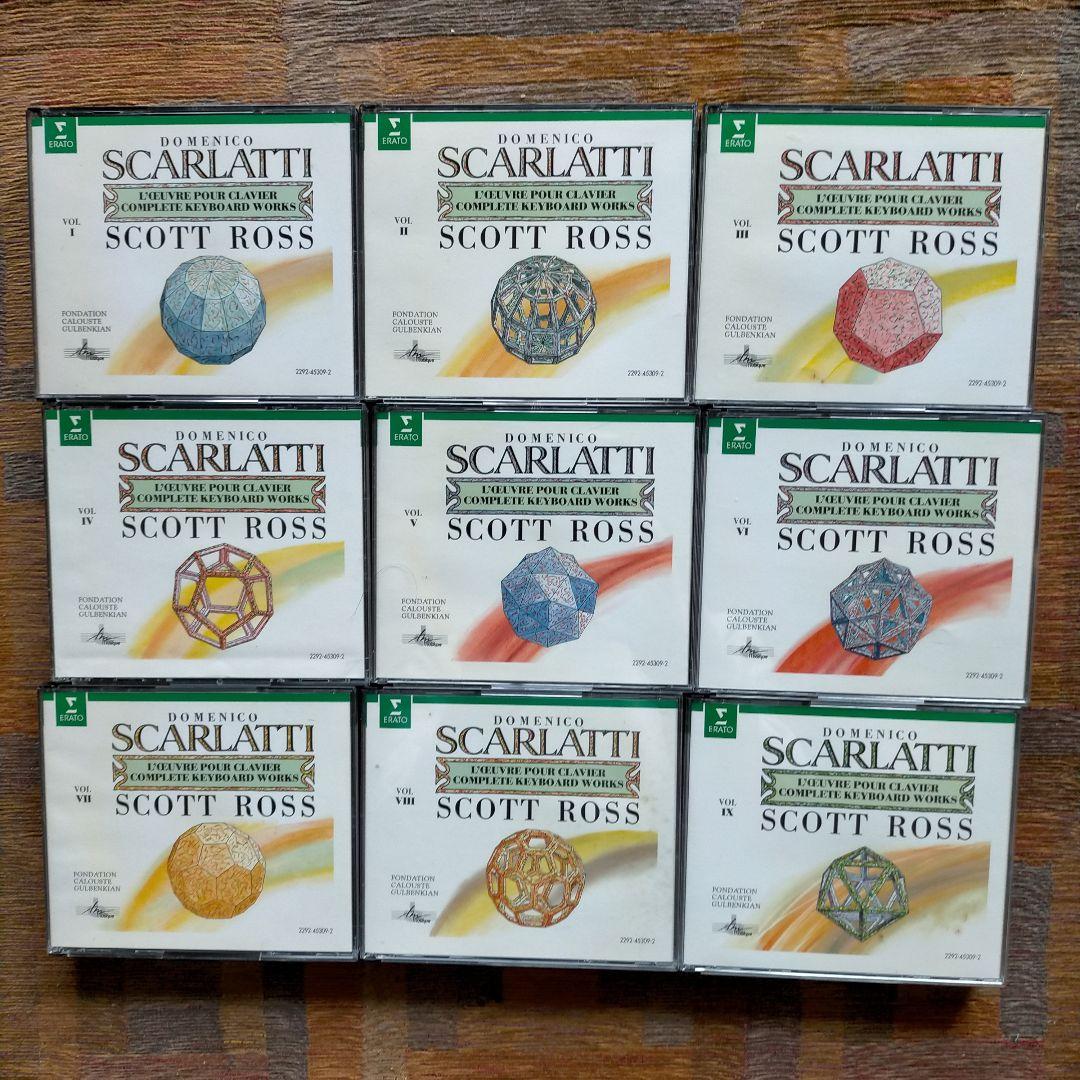 ERATO
DOMENICO
SCARLATTI
L'ŒUVRE POUR CLAVIER
COMPLETE KEYBOARD WORKS
VOL
I
SCOTT ROSS
FONDATION
CALOUSTE
GULBENKIAN
ERATO
DOMENICO
SCARLATTI
L'ŒUVRE POUR CLAVIER
COMPLETE KEYBOARD WORKS
VOL
II
SCOTT ROSS
FONDATION
CALOUSTE
GULBENKIAN
2292-45309-2
ERATO
SCARLATTI
L'ŒUVRE POUR CLAVIER
COMPLETE KEYBOARD WORKS
VOL
III
SCOTT ROSS
FONDATION
CALOUSTE
GULBENKIAN
2292-45309-2
ERATO
DOMENICO
SCARLATTI
L'ŒUVRE POUR CLAVIER
COMPLETE KEYBOARD WORKS
VOL
IV
SCOTT ROSS
FONDATION
CALOUSTE
GULBENKIAN
2292-45309-2
ERATO
DOMENICO
SCARLATTI
L'ŒUVRE POUR CLAVIER
COMPLETE KEYBOARD WORKS
VOL
V
SCOTT ROSS
FONDATION
CALOUSTE
GULBENKIAN
2292-45309-2
ERATO
DOMENICO
SCARLATTI
L'ŒUVRE POUR CLAVIER
COMPLETE KEYBOARD WORKS
VOL
VI
SCOTT ROSS
FONDATION
CALOUSTE
GULBENKIAN
2292-45309-2
ERATO
DOMENICO
SCARLATTI
L'ŒUVRE POUR CLAVIER
COMPLETE KEYBOARD WORKS
VOL
VII
SCOTT ROSS
FONDATION
CALOUSTE
GULBENKIAN
2292-45309-2
ERATO
DOMENICO
SCARLATTI
L'ŒUVRE POUR CLAVIER
COMPLETE KEYBOARD WORKS
VOL
VIII
SCOTT ROSS
FONDATION
CALOUSTE
GULBENKIAN
2292-45309-2
ERATO
DOMENICO
SCARLATTI
L'ŒUVRE POUR CLAVIER
COMPLETE KEYBOARD WORKS
VOL
IX
SCOTT ROSS
FONDATION
CALOUSTE
GULBENKIAN
2292-45309-2